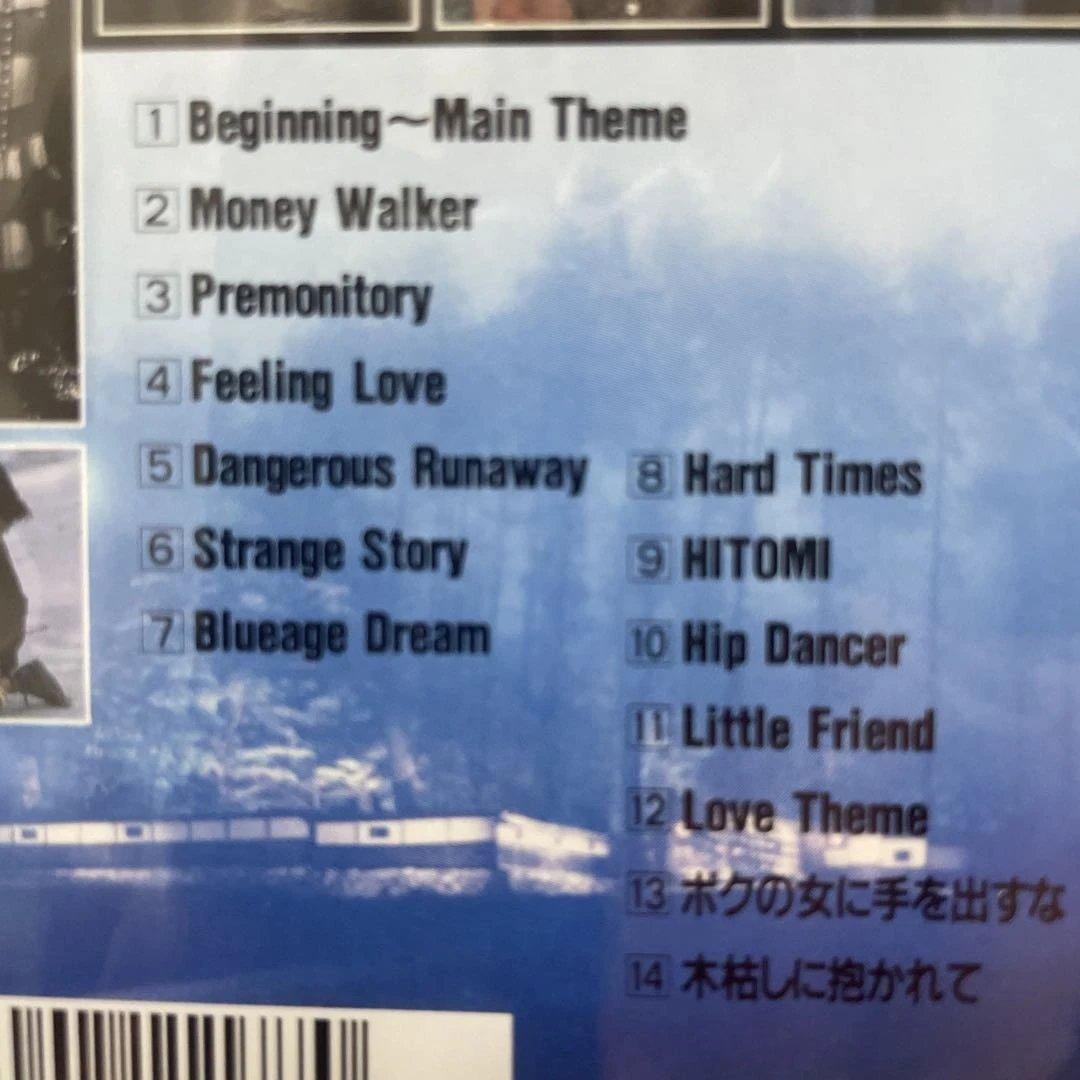 1 Beginning～Main Theme
2 Money Walker
3 Premonitory
4 Feeling Love
5 Dangerous Runaway
6 Strange Story
7 Blueage Dream
8 Hard Times
9 HITOMI
10 Hip Dancer
11 Little Friend
12 Love Theme
13 ボクの女に手を出すな
14 木枯しに抱かれて